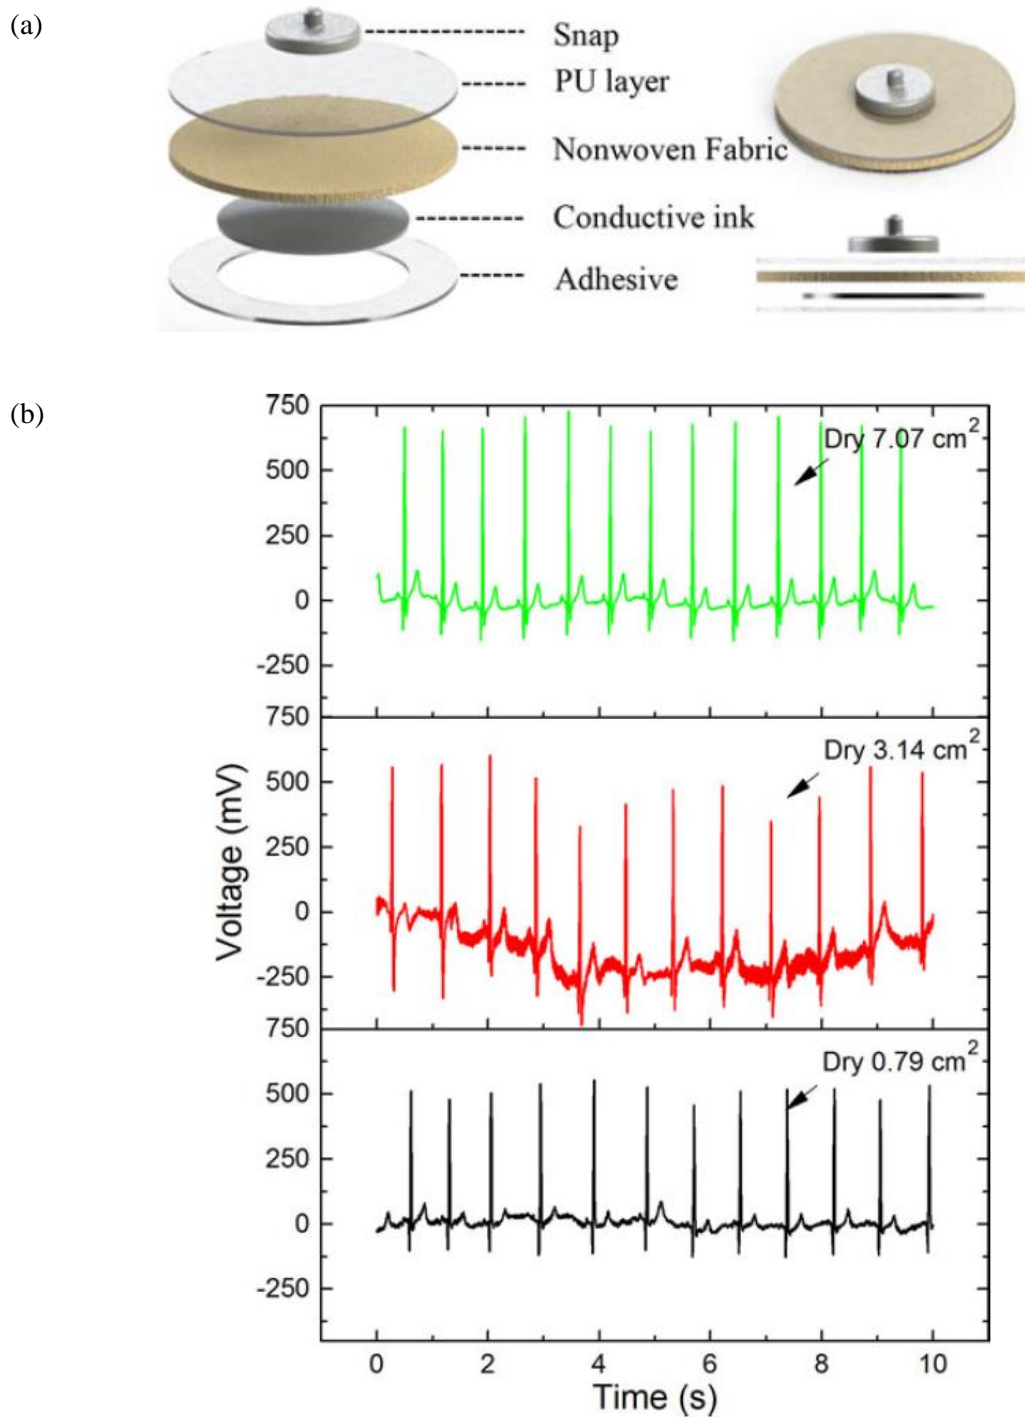 (a)
Snap
PU layer
Nonwoven Fabric
Conductive ink
Adhesive
(b)
Voltage (mV)
750
500
250
0
-250
Dry 7.07 cm²
750
500
250
0
-250
Dry 3.14 cm²
750
500
250
0
-250
Dry 0.79 cm²
0 2 4 6 8 10
Time (s)